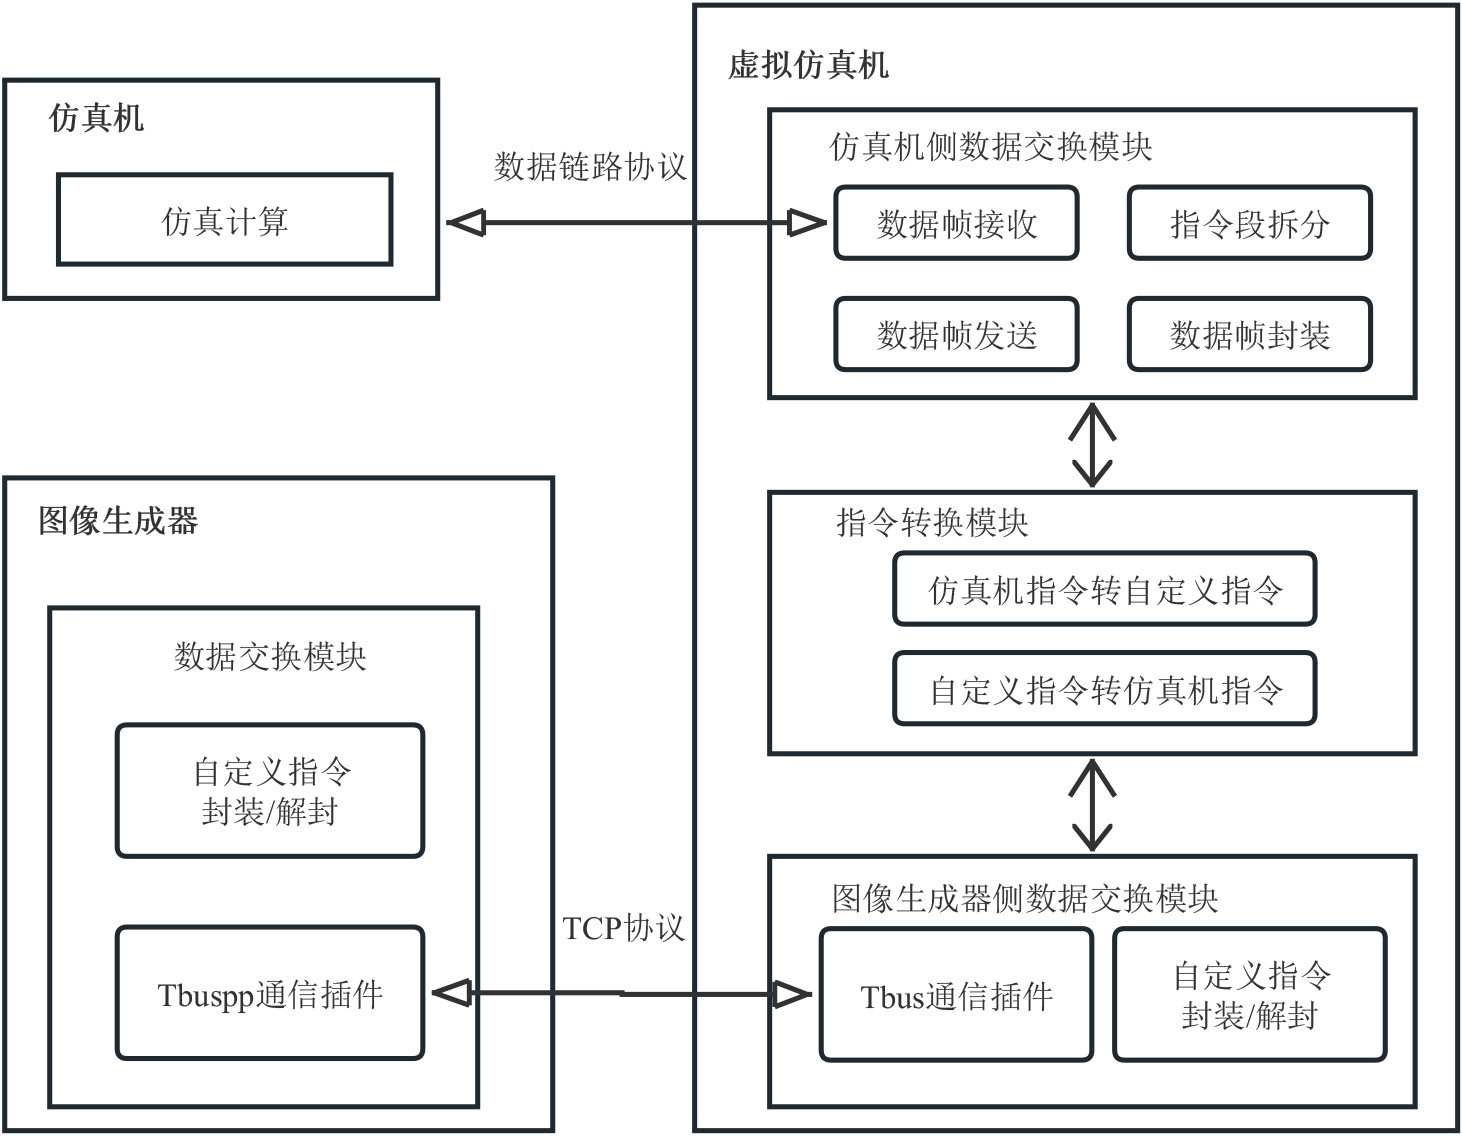 仿真机
仿真计算
数据链路协议
虚拟仿真机
仿真机侧数据交换模块
数据帧接收
指令段拆分
数据帧发送
数据帧封装
指令转换模块
仿真机指令转自定义指令
自定义指令转仿真机指令
图像生成器
数据交换模块
自定义指令
封装/解封
Tbuspp通信插件
TCP协议
图像生成器侧数据交换模块
Tbus通信插件
自定义指令
封装/解封